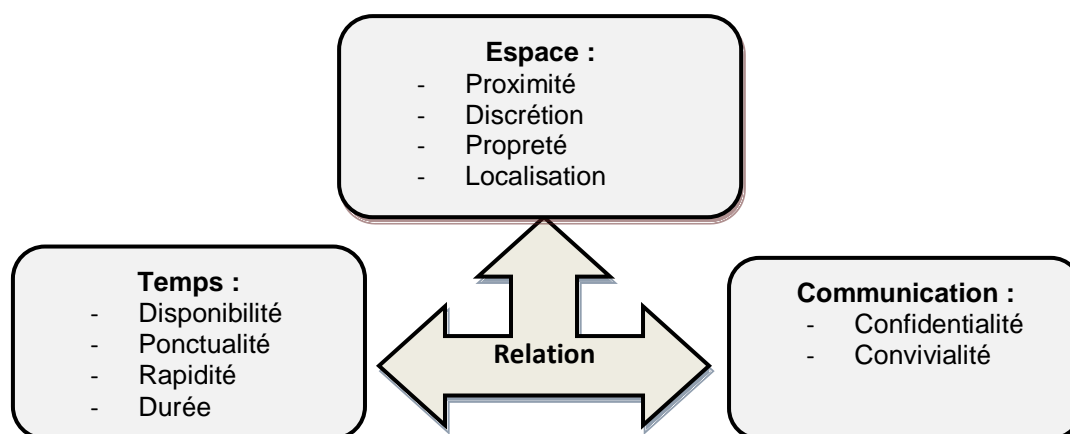 Espace :
- Proximité
- Discrétion
- Propreté
- Localisation
Temps :
- Disponibilité
- Ponctualité
- Rapidité
- Durée
Relation
Communication :
- Confidentialité
- Convivialité